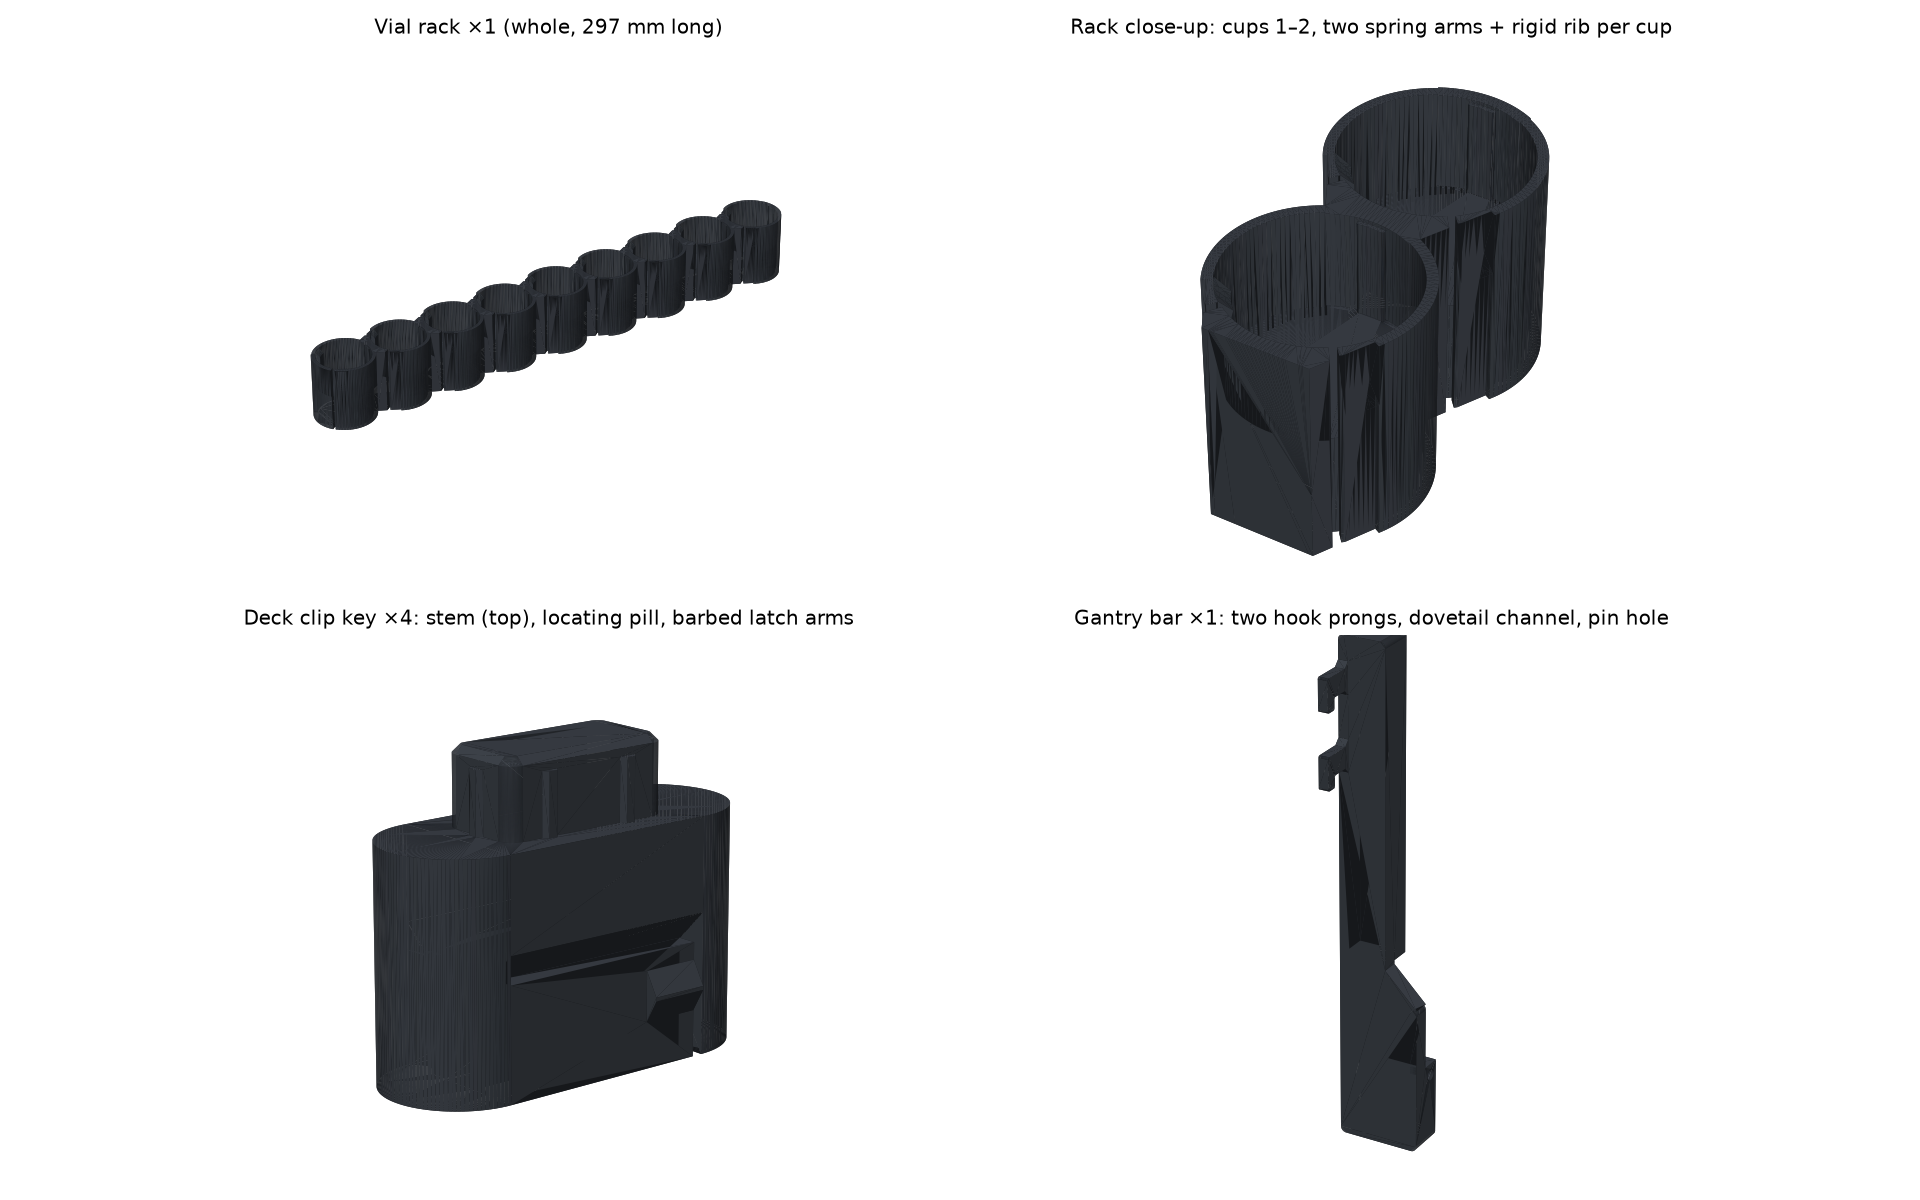 Vial rack ×1 (whole, 297 mm long)
Rack close-up: cups 1–2, two spring arms + rigid rib per cup
Deck clip key ×4: stem (top), locating pill, barbed latch arms
Gantry bar ×1: two hook prongs, dovetail channel, pin hole